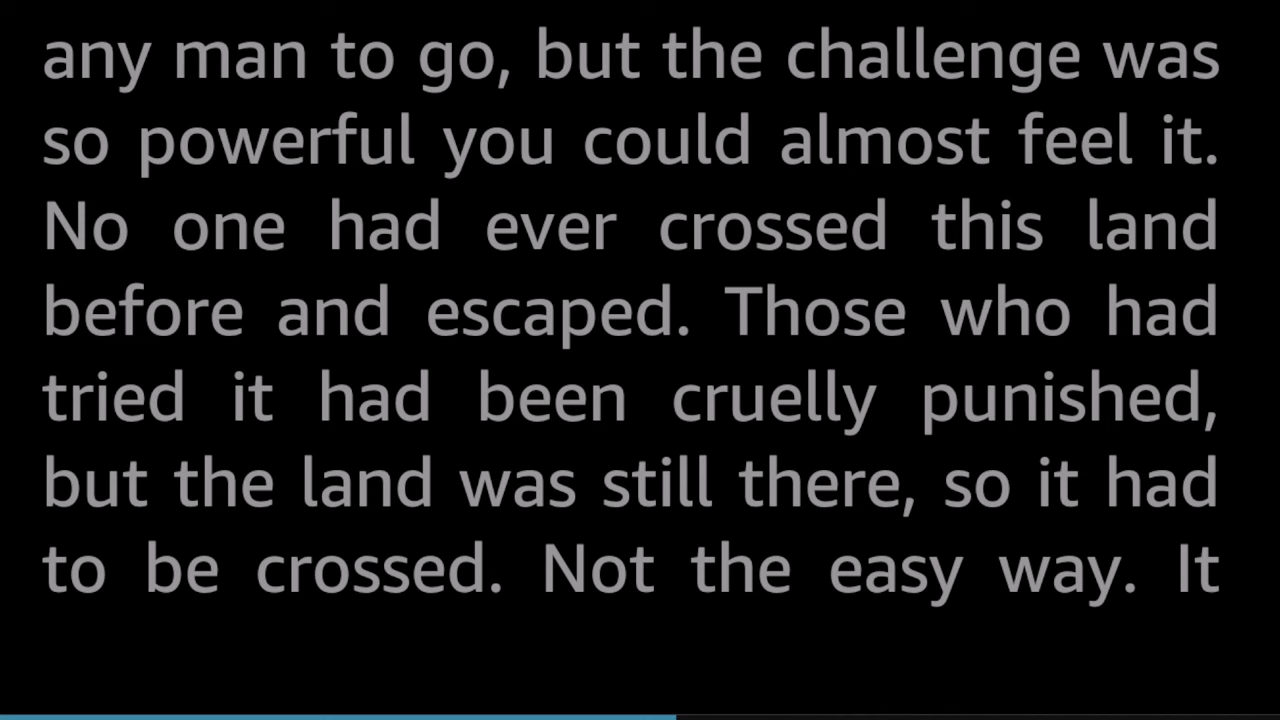 any man to go, but the challenge was
so powerful you could almost feel it.
No one had ever crossed this land
before and escaped. Those who had
tried it had been cruelly punished,
but the land was still there, so it had
to be crossed. Not the easy way. It